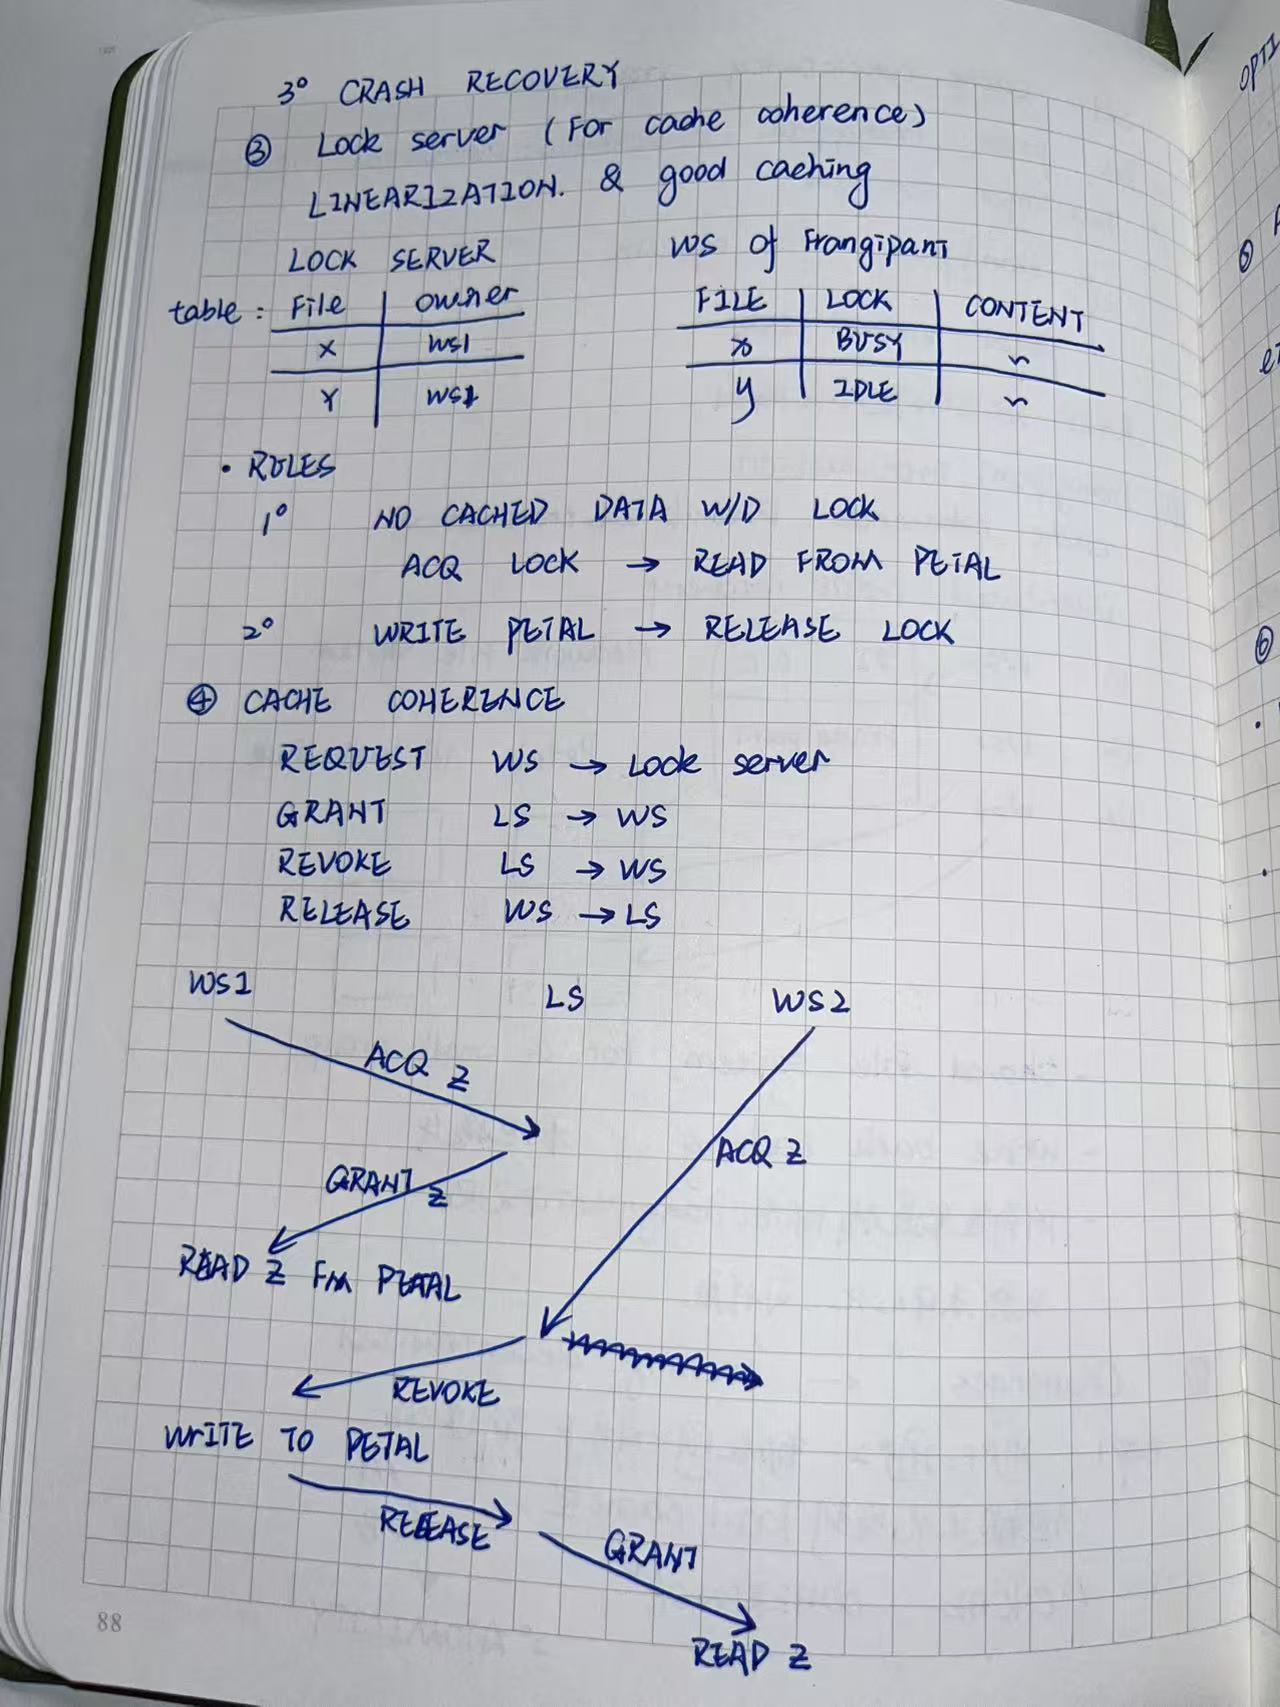 3° CRASH RECOVERY
③ Lock server (For cache coherence)
LINEARIZATION. & good caching
LOCK SERVER
WS of Frangipani
table: File owner
X WS1
Y WS1
FILE LOCK CONTENT
x BUSY ~
y IDLE ~
• RULES
1° NO CACHED DATA W/O LOCK
ACQ LOCK → READ FROM PETAL
2° WRITE PETAL → RELEASE LOCK
④ CACHE COHERENCE
REQUEST WS → Lock server
GRANT LS → WS
REVOKE LS → WS
RELEASE WS → LS
WS1 LS WS2
ACQ Z
ACQ Z
GRANT Z
READ Z FM PETAL
REVOKE
WRITE TO PETAL
RELEASE
GRANT
READ Z
88